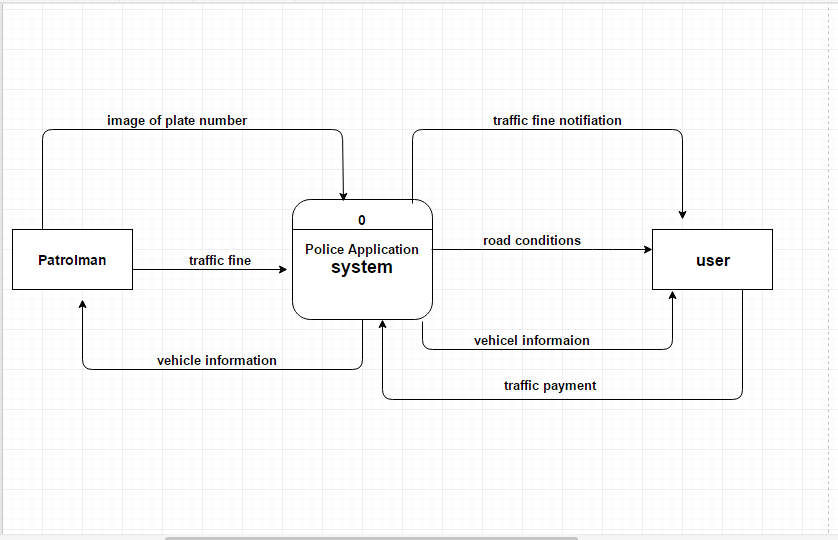 image of plate number
traffic fine notifiation
0
Police Application
system
road conditions
Patrolman
traffic fine
user
vehicle information
vehicel informaion
traffic payment